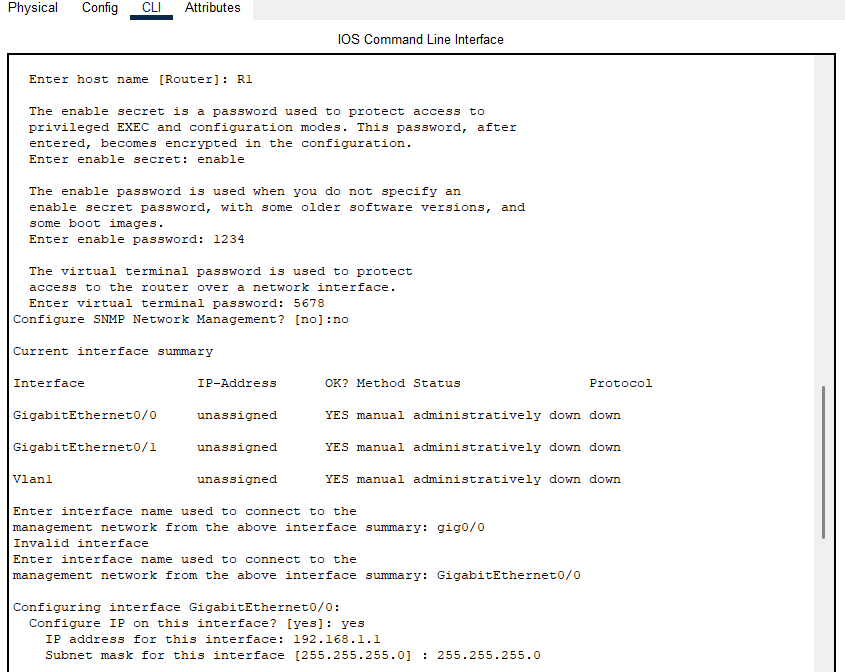 Physical Config CLI Attributes
IOS Command Line Interface
Enter host name [Router]: R1
The enable secret is a password used to protect access to
privileged EXEC and configuration modes. This password, after
entered, becomes encrypted in the configuration.
Enter enable secret: enable
The enable password is used when you do not specify an
enable secret password, with some older software versions, and
some boot images.
Enter enable password: 1234
The virtual terminal password is used to protect
access to the router over a network interface.
Enter virtual terminal password: 5678
Configure SNMP Network Management? [no]:no
Current interface summary
Interface IP-Address OK? Method Status Protocol
GigabitEthernet0/0 unassigned YES manual administratively down down
GigabitEthernet0/1 unassigned YES manual administratively down down
Vlan1 unassigned YES manual administratively down down
Enter interface name used to connect to the
management network from the above interface summary: gig0/0
Invalid interface
Enter interface name used to connect to the
management network from the above interface summary: GigabitEthernet0/0
Configuring interface GigabitEthernet0/0:
Configure IP on this interface? [yes]: yes
IP address for this interface: 192.168.1.1
Subnet mask for this interface [255.255.255.0] : 255.255.255.0